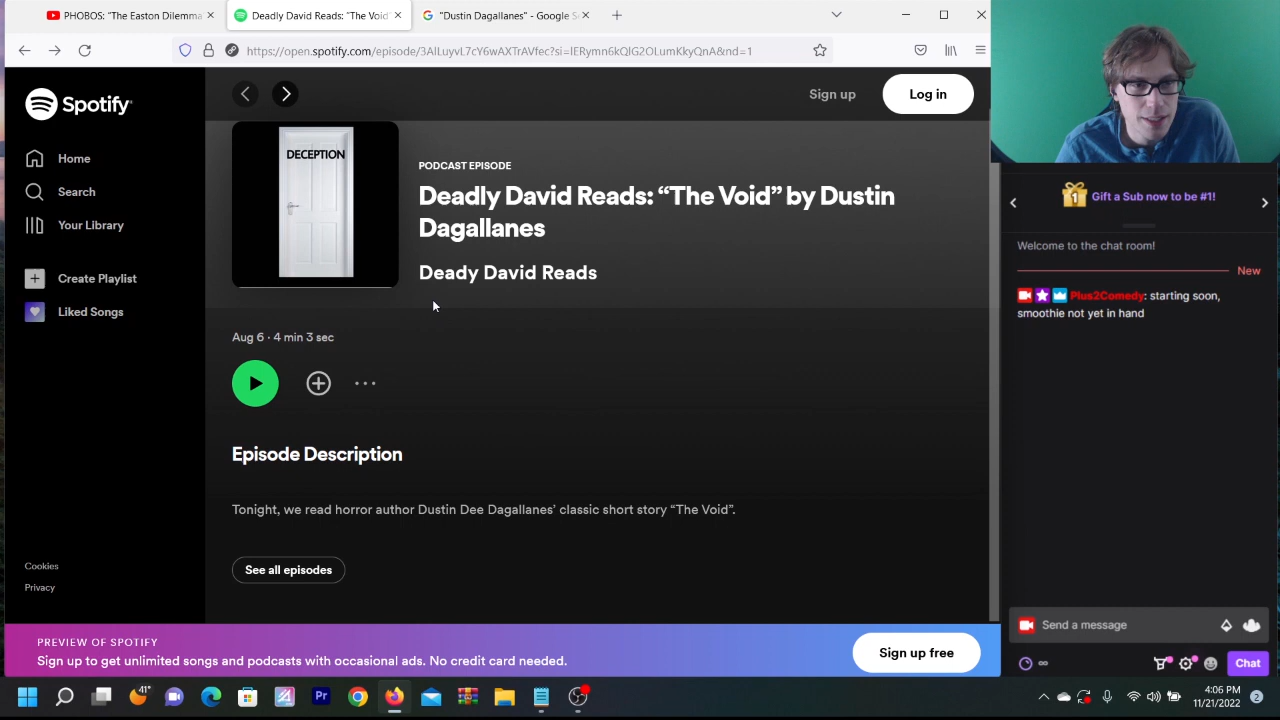 PHOBOS: "The Easton Dilemma
Deadly David Reads: "The Void"
"Dustin Dagallanes" - Google S
https://open.spotify.com/episode/3AlLuyvL7cY6wAXTrAVfec?si=lERymn6kQlG2OLumKkyQnA&nd=1
Spotify
Sign up
Log in
Home
Search
Your Library
Create Playlist
Liked Songs
Cookies
Privacy
DECEPTION
PODCAST EPISODE
Deadly David Reads: “The Void” by Dustin
Dagallanes
Deady David Reads
Aug 6 · 4 min 3 sec
Episode Description
Tonight, we read horror author Dustin Dee Dagallanes’ classic short story “The Void”.
See all episodes
PREVIEW OF SPOTIFY
Sign up to get unlimited songs and podcasts with occasional ads. No credit card needed.
Sign up free
1 Gift a Sub now to be #1!
Welcome to the chat room!
New
Plus2Comedy: starting soon,
smoothie not yet in hand
Send a message
Chat
41°
Pr
4:06 PM
11/21/2022
2